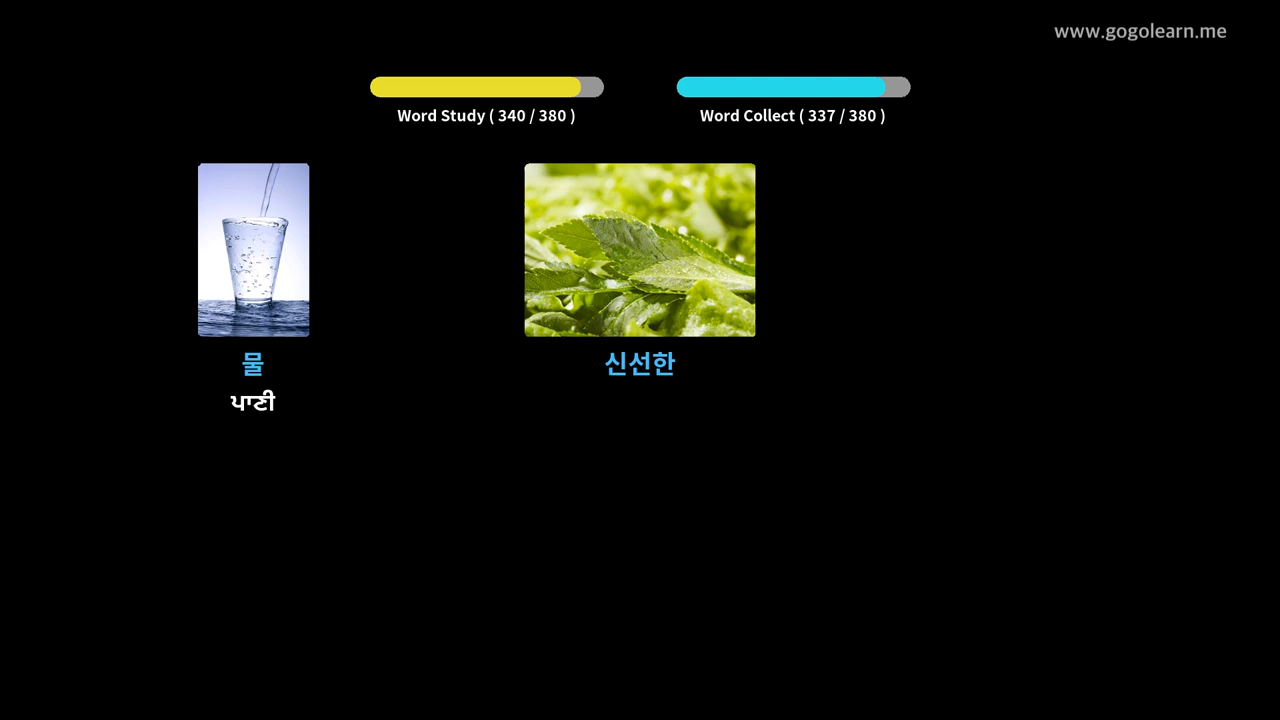 www.gogolearn.me
Word Study ( 340 / 380 )
Word Collect ( 337 / 380 )
물
ਪਾਣੀ
신선한